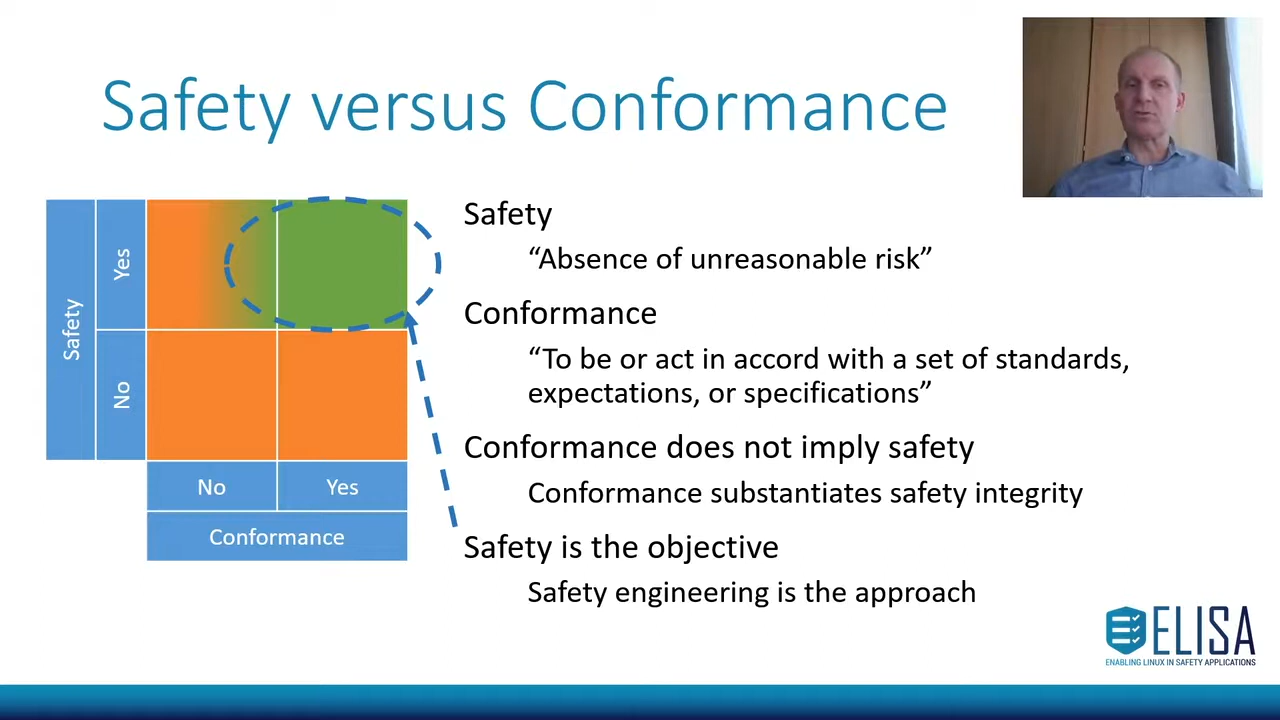 Safety versus Conformance
Safety
Yes
No
No
Yes
Conformance
Safety
“Absence of unreasonable risk”
Conformance
“To be or act in accord with a set of standards,
expectations, or specifications”
Conformance does not imply safety
Conformance substantiates safety integrity
Safety is the objective
Safety engineering is the approach
ELISA
ENABLING LINUX IN SAFETY APPLICATIONS